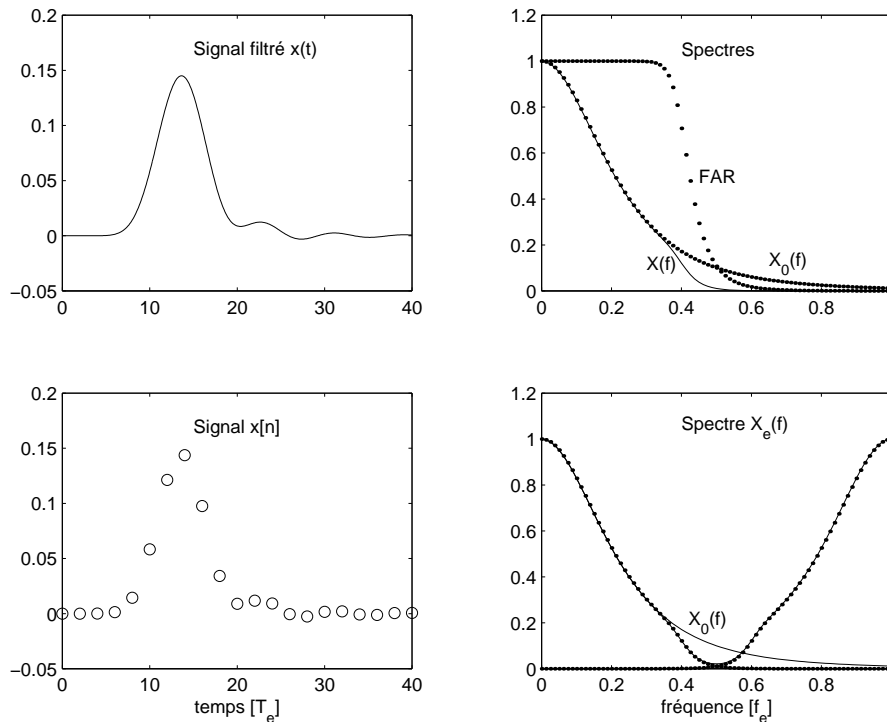 Signal filtré x(t)
0.2
0.15
0.1
0.05
0
−0.05
0 10 20 30 40
Spectres
FAR
X(f)
X0(f)
1.2
1
0.8
0.6
0.4
0.2
0
0 0.2 0.4 0.6 0.8
Signal x[n]
0.2
0.15
0.1
0.05
0
−0.05
0 10 20 30 40
temps [Te]
Spectre Xe(f)
X0(f)
1.2
1
0.8
0.6
0.4
0.2
0
0 0.2 0.4 0.6 0.8
fréquence [fe]